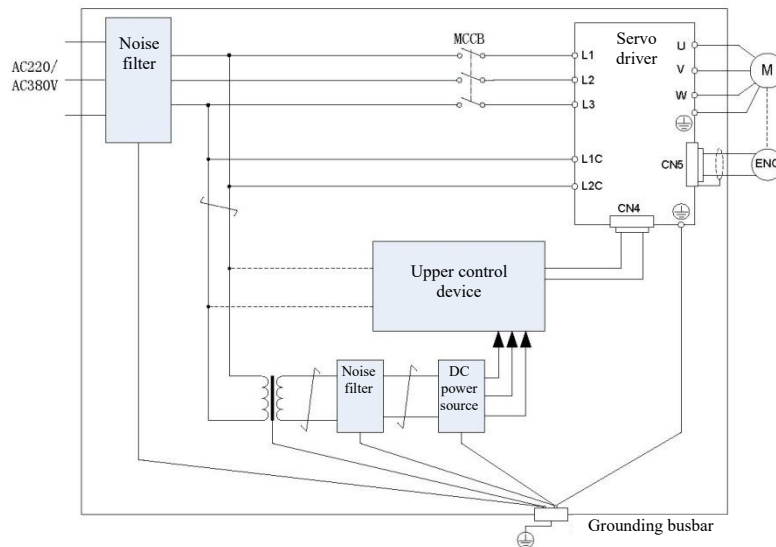 Noise
filter
AC220/
AC380V
MCCB
L1
L2
L3
L1C
L2C
Servo
driver
U
V
W
M
CN5
ENC
CN4
Upper control
device
Noise
filter
DC
power
source
Grounding busbar